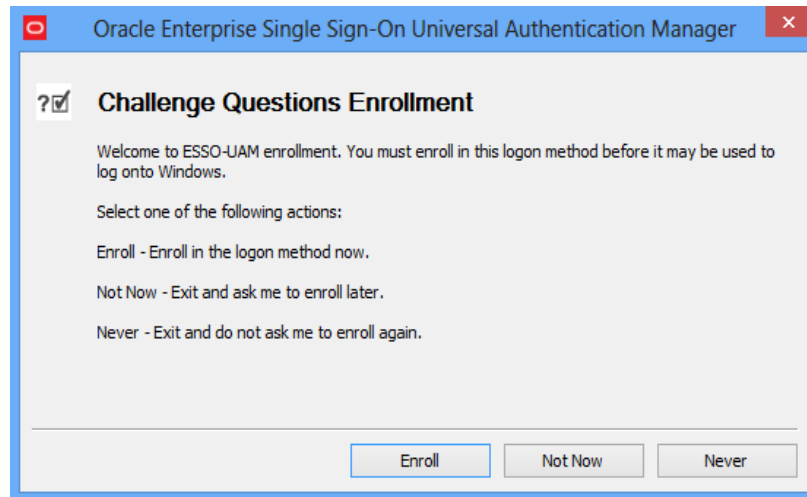 Oracle Enterprise Single Sign-On Universal Authentication Manager
Challenge Questions Enrollment
Welcome to ESSO-UAM enrollment. You must enroll in this logon method before it may be used to
log onto Windows.
Select one of the following actions:
Enroll - Enroll in the logon method now.
Not Now - Exit and ask me to enroll later.
Never - Exit and do not ask me to enroll again.
Enroll
Not Now
Never